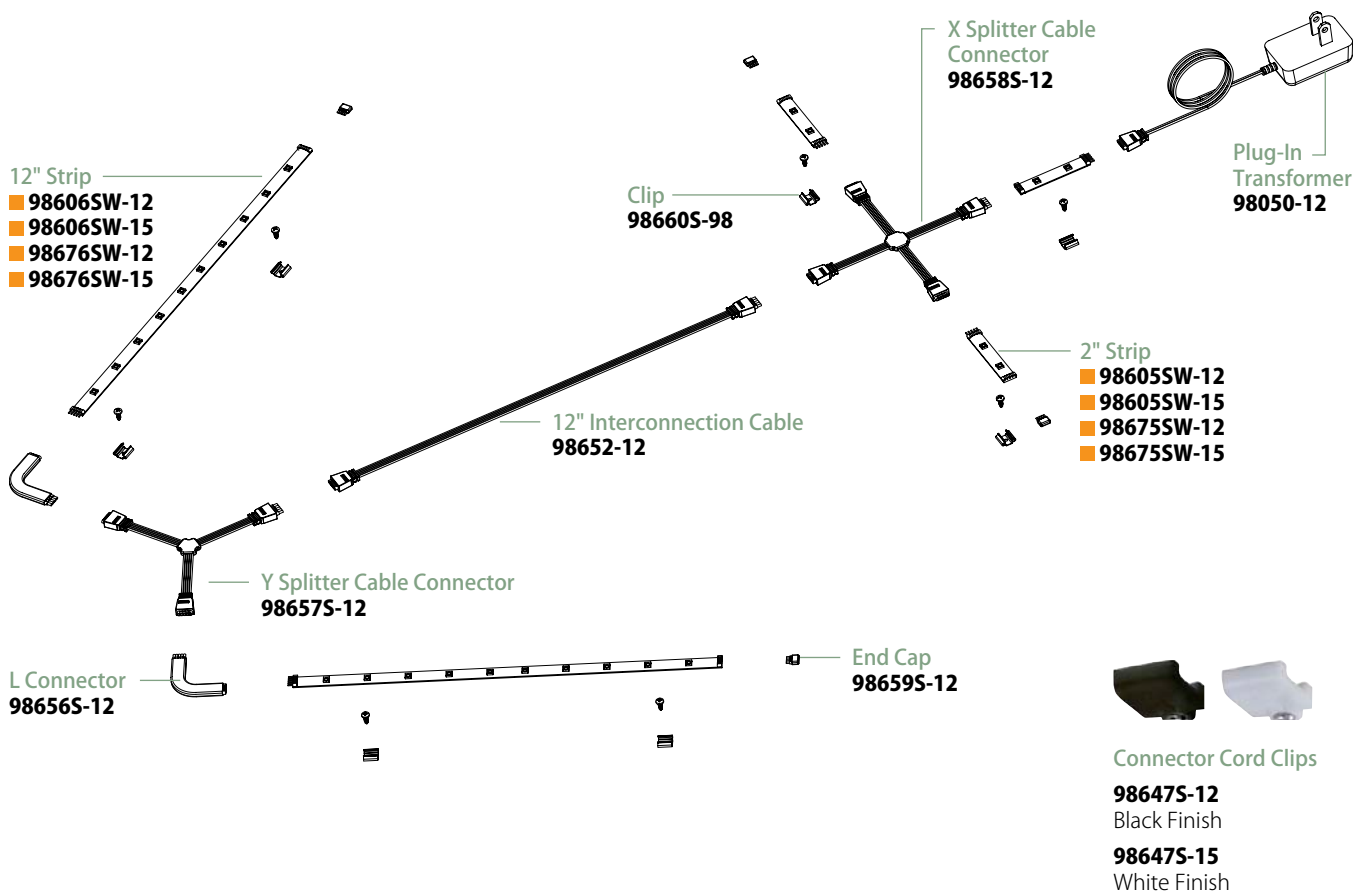 X Splitter Cable
Connector
98658S-12
12" Strip
98606SW-12
98606SW-15
98676SW-12
98676SW-15
Clip
98660S-98
Plug-In
Transformer
98050-12
2" Strip
98605SW-12
98605SW-15
98675SW-12
98675SW-15
12" Interconnection Cable
98652-12
Y Splitter Cable Connector
98657S-12
L Connector
98656S-12
End Cap
98659S-12
Connector Cord Clips
98647S-12
Black Finish
98647S-15
White Finish